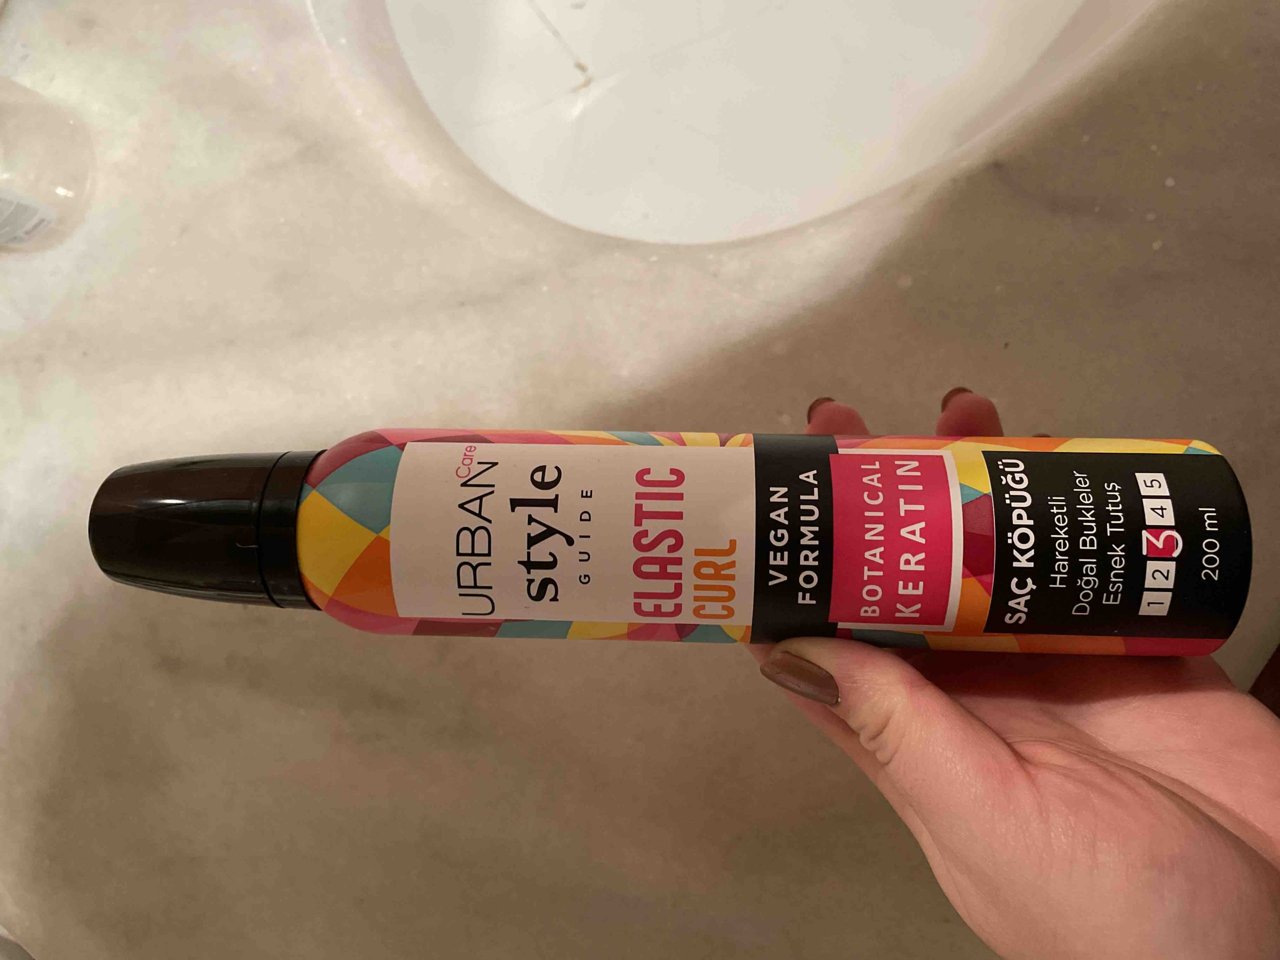 URBAN Care
style
GUIDE
ELASTIC
CURL
VEGAN
FORMULA
BOTANICAL
KERATIN
SAÇ KÖPÜĞÜ
Hareketli
Doğal Bukleler
Esnek Tutuş
1 2 3 4 5
200 ml